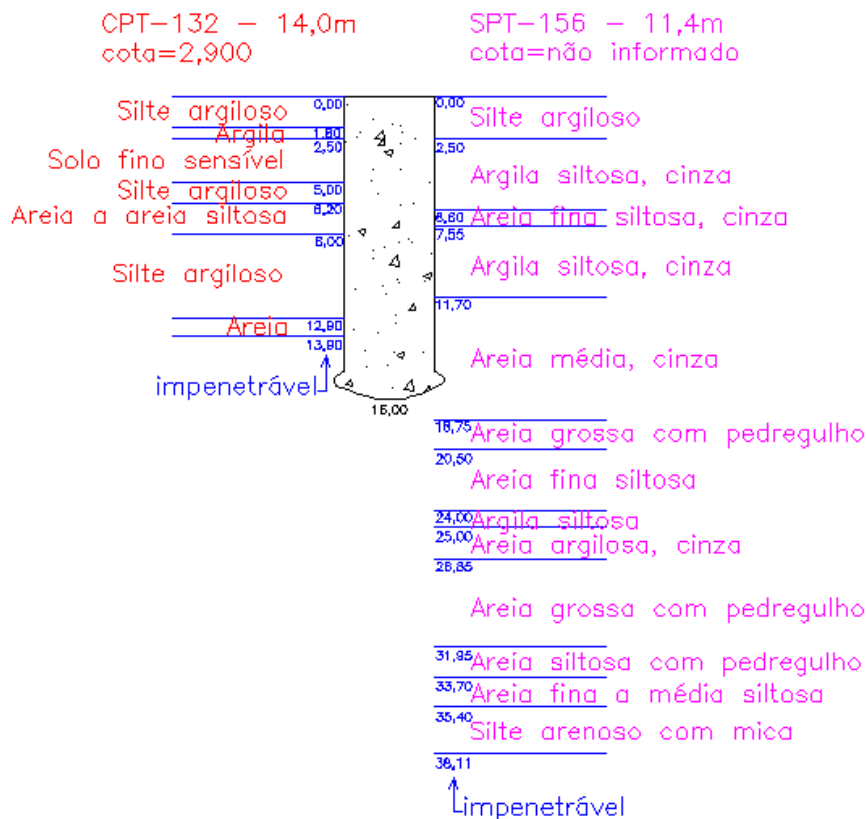 CPT-132 - 14,0m
cota=2,900
SPT-156 - 11,4m
cota=não informado
Silte argiloso 0,00
Argila 1,80
2,50
Solo fino sensível
Silte argiloso 5,00
Areia a areia siltosa 6,20
8,00
Silte argiloso
Areia 12,90
13,90
impenetrável
16,00
0,00
Silte argiloso
2,50
Argila siltosa, cinza
6,60 Areia fina siltosa, cinza
7,55
Argila siltosa, cinza
11,70
Areia média, cinza
18,75 Areia grossa com pedregulho
20,50
Areia fina siltosa
24,00 Argila siltosa
25,00 Areia argilosa, cinza
26,85
Areia grossa com pedregulho
31,95 Areia siltosa com pedregulho
33,70 Areia fina a média siltosa
35,40 Silte arenoso com mica
38,11
impenetrável